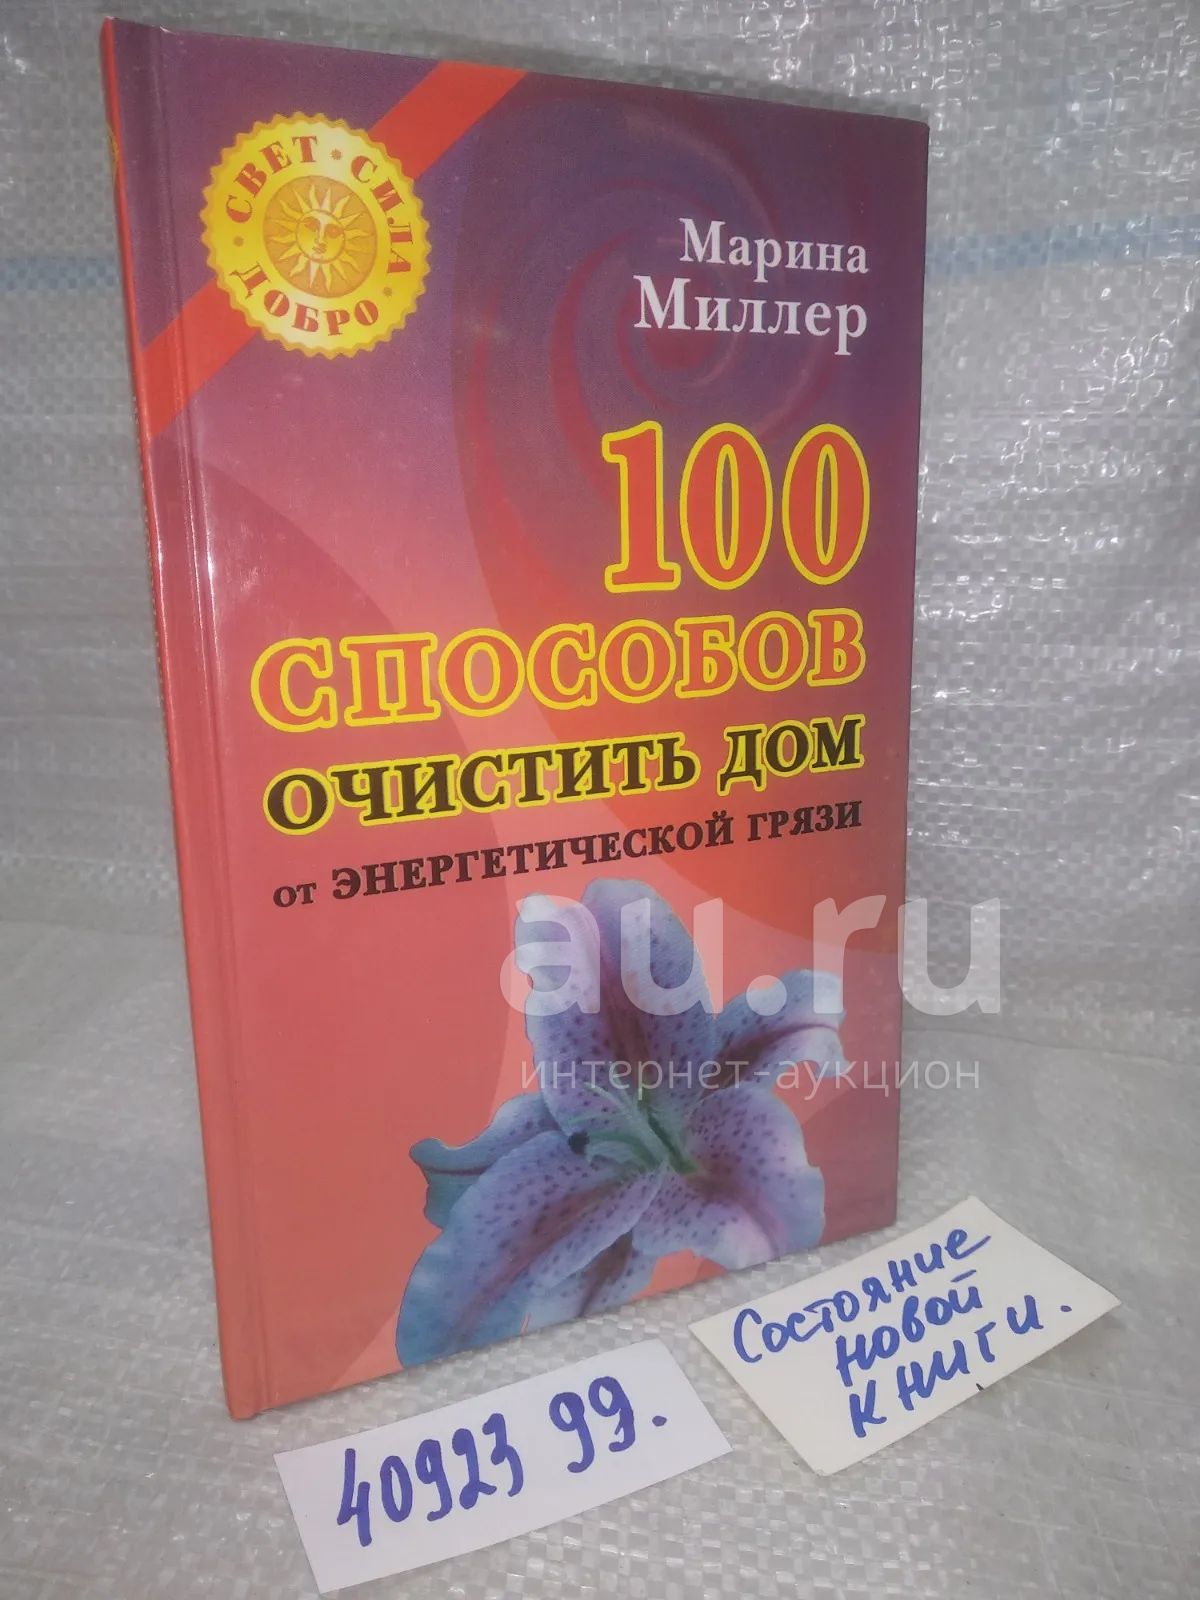 СВЕТ · СИЛА · ДОБРО ·
Марина
Миллер
100
СПОСОБОВ
ОЧИСТИТЬ ДОМ
от ЭНЕРГЕТИЧЕСКОЙ ГРЯЗИ
au.ru
интернет-аукцион
Состояние
новой
книги.
40923 99.